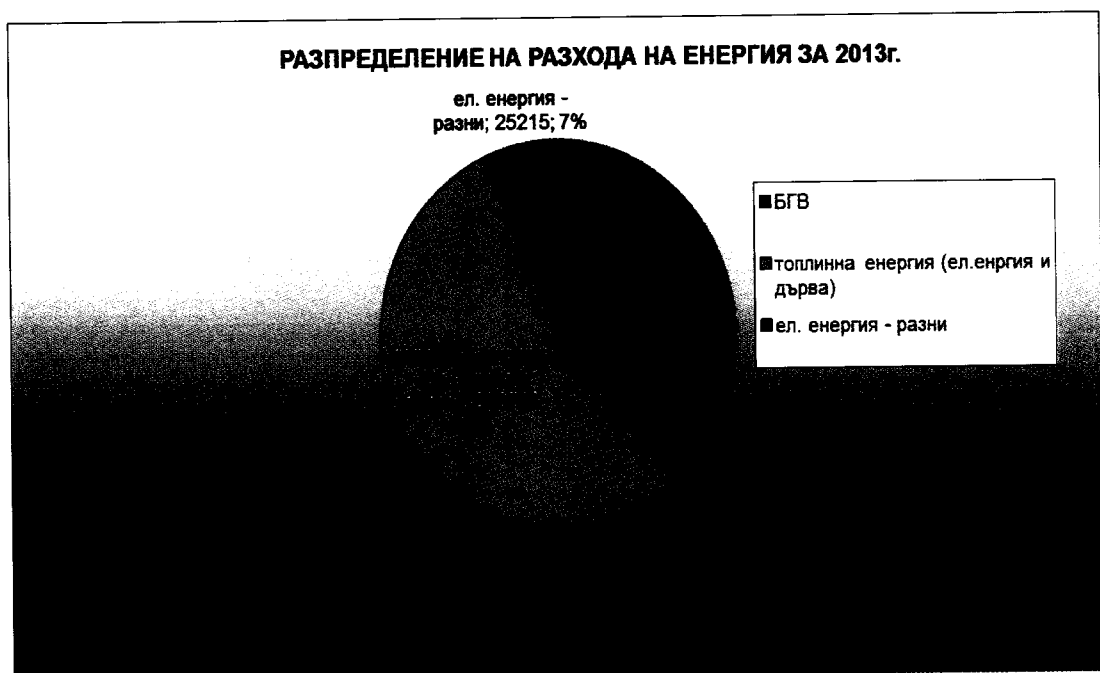 РАЗПРЕДЕЛЕНИЕ НА РАЗХОДА НА ЕНЕРГИЯ ЗА 2013г.
ел. енергия -
разни; 25215; 7%
БГВ
топлинна енергия (ел.енргия и
дърва)
ел. енергия - разни